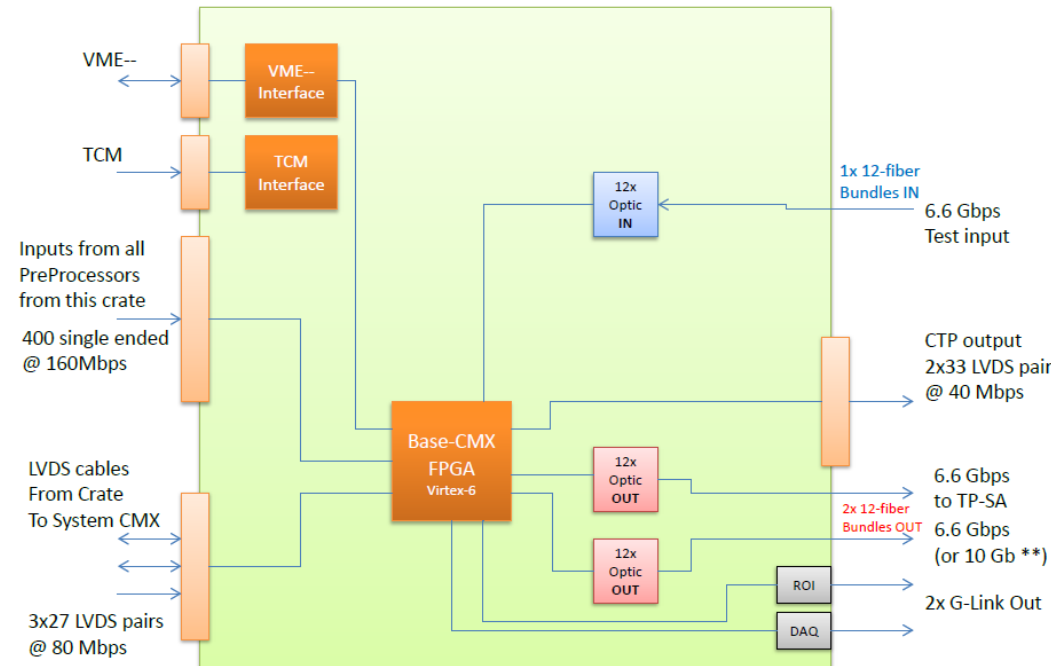 VME--
VME--
Interface
TCM
TCM
Interface
1x 12-fiber
Bundles IN
12x
Optic
IN
6.6 Gbps
Test input
Inputs from all
PreProcessors
from this crate
400 single ended
@ 160Mbps
CTP output
2x33 LVDS pair
@ 40 Mbps
Base-CMX
FPGA
Virtex-6
LVDS cables
From Crate
To System CMX
12x
Optic
OUT
6.6 Gbps
to TP-SA
2x 12-fiber
Bundles OUT
6.6 Gbps
(or 10 Gb **)
12x
Optic
OUT
ROI
2x G-Link Out
DAQ
3x27 LVDS pairs
@ 80 Mbps